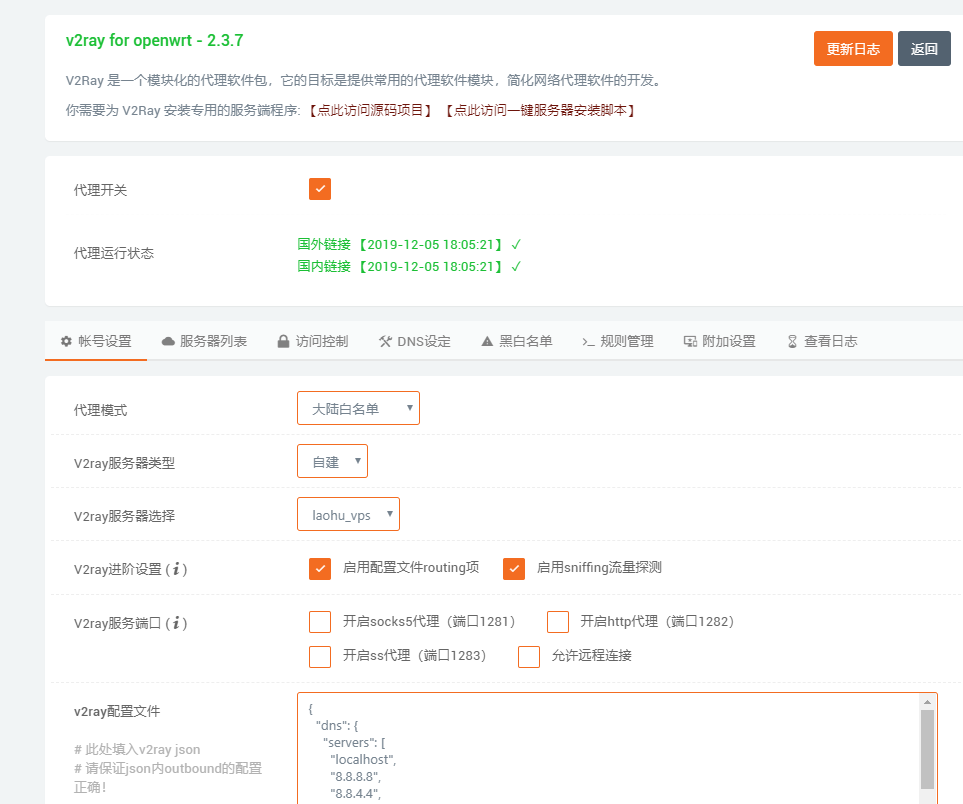 v2ray for openwrt - 2.3.7
更新日志 返回
V2Ray 是一个模块化的代理软件包，它的目标是提供常用的代理软件模块，简化网络代理软件的开发。
你需要为 V2Ray 安装专用的服务端程序: 【点此访问源码项目】 【点此访问一键服务器安装脚本】
代理开关
代理运行状态
国外链接 【2019-12-05 18:05:21】 ✓
国内链接 【2019-12-05 18:05:21】 ✓
帐号设置 服务器列表 访问控制 DNS设定 黑白名单 规则管理 附加设置 查看日志
代理模式 大陆白名单
V2ray服务器类型 自建
V2ray服务器选择 laohu_vps
V2ray进阶设置 ( i ) 启用配置文件routing项 启用sniffing流量探测
V2ray服务端口 ( i ) 开启socks5代理（端口1281） 开启http代理（端口1282）
开启ss代理（端口1283） 允许远程连接
v2ray配置文件
# 此处填入v2ray json
# 请保证json内outbound的配置
正确！
{
"dns": {
"servers": [
"localhost",
"8.8.8.8",
"8.8.4.4",